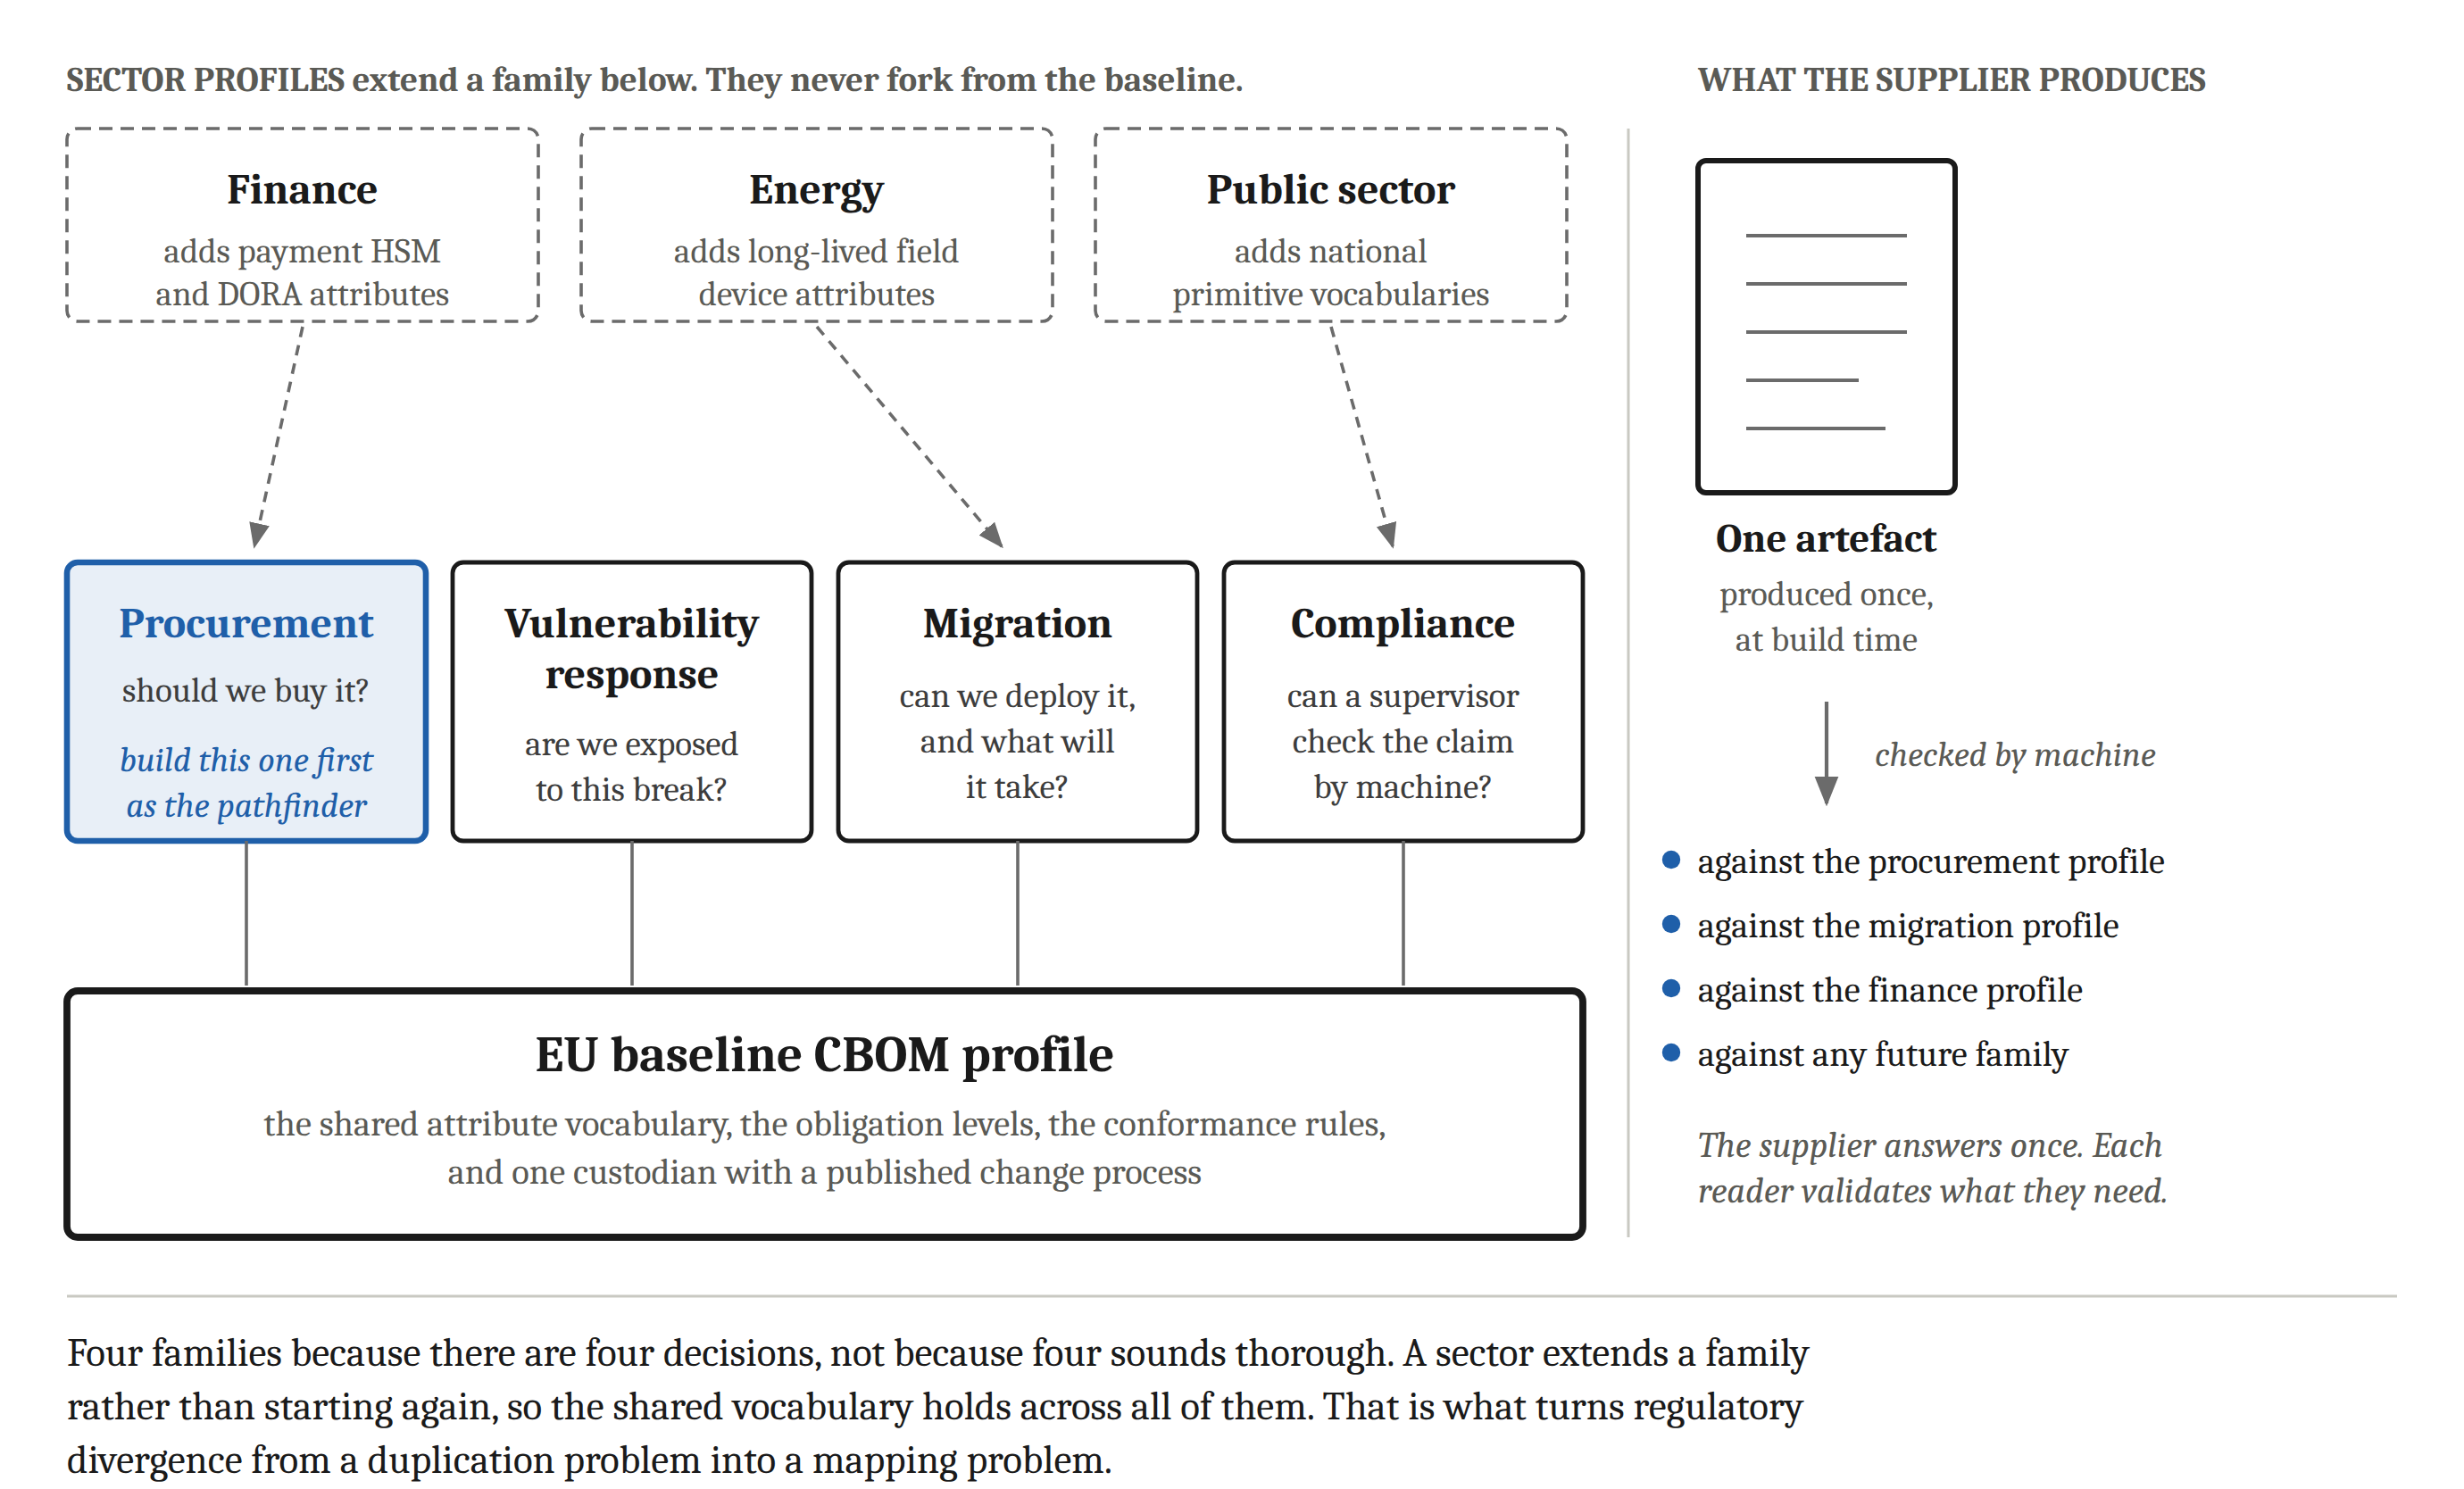 SECTOR PROFILES extend a family below. They never fork from the baseline.
Finance
adds payment HSM
and DORA attributes
Energy
adds long-lived field
device attributes
Public sector
adds national
primitive vocabularies
Procurement
should we buy it?
build this one first
as the pathfinder
Vulnerability
response
are we exposed
to this break?
Migration
can we deploy it,
and what will
it take?
Compliance
can a supervisor
check the claim
by machine?
EU baseline CBOM profile
the shared attribute vocabulary, the obligation levels, the conformance rules,
and one custodian with a published change process
WHAT THE SUPPLIER PRODUCES
One artefact
produced once,
at build time
checked by machine
against the procurement profile
against the migration profile
against the finance profile
against any future family
The supplier answers once. Each
reader validates what they need.
Four families because there are four decisions, not because four sounds thorough. A sector extends a family
rather than starting again, so the shared vocabulary holds across all of them. That is what turns regulatory
divergence from a duplication problem into a mapping problem.